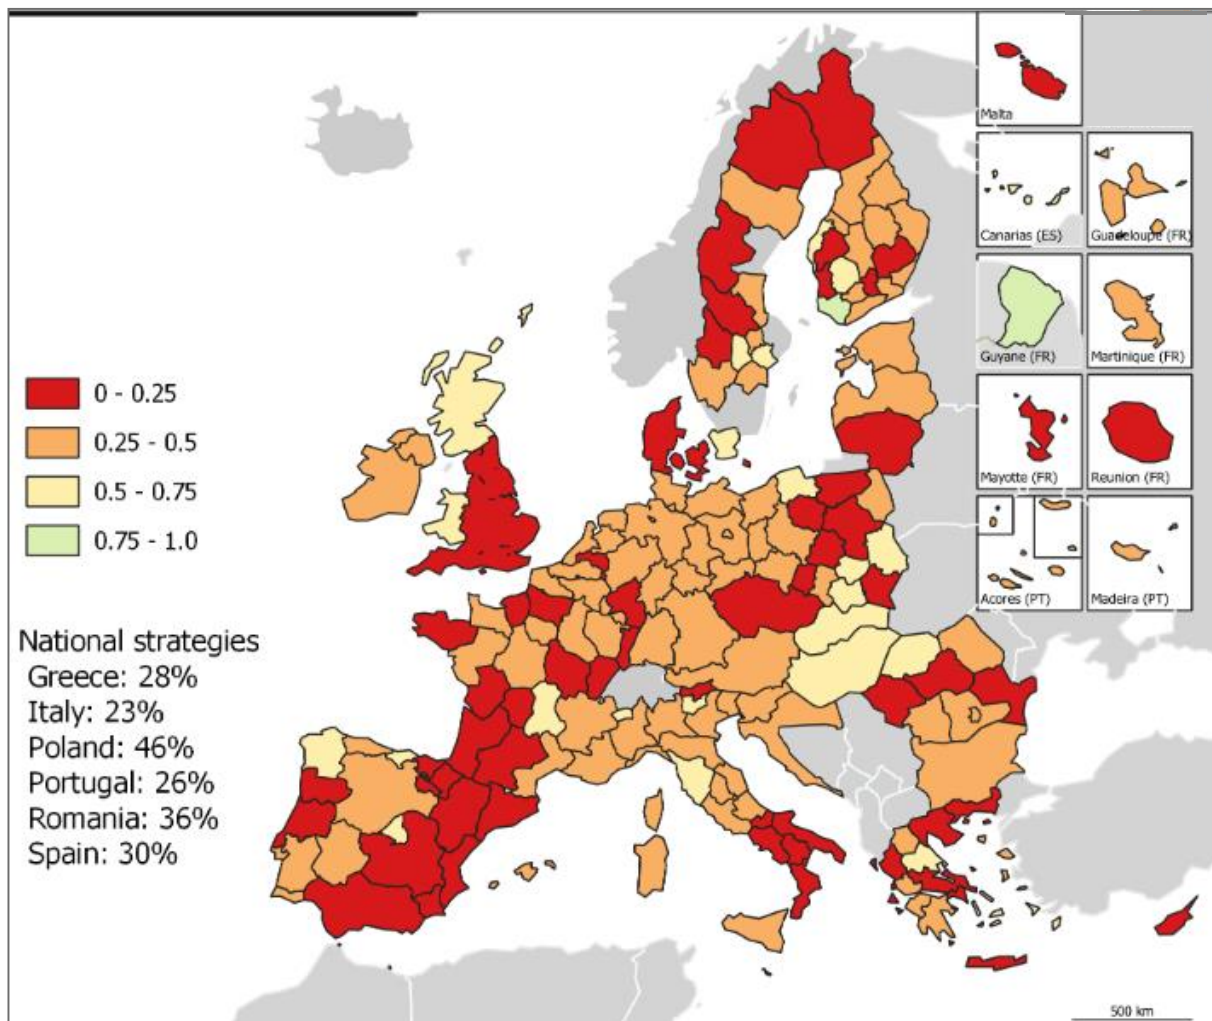 Malta
Canarias (ES)
Guadeloupe (FR)
Guyane (FR)
Martinique (FR)
Mayotte (FR)
Reunion (FR)
Acores (PT)
Madeira (PT)
0 - 0.25
0.25 - 0.5
0.5 - 0.75
0.75 - 1.0
National strategies
Greece: 28%
Italy: 23%
Poland: 46%
Portugal: 26%
Romania: 36%
Spain: 30%
500 km